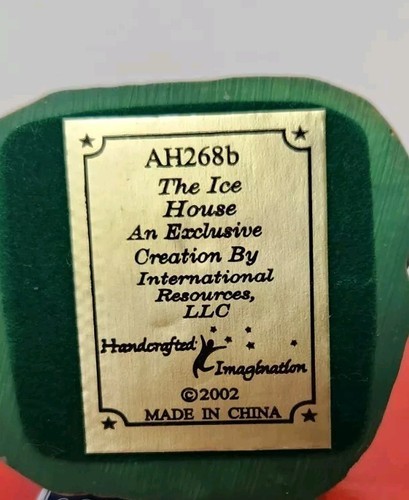 AH268b
The Ice
House
An Exclusive
Creation By
International
Resources,
LLC
Handcrafted
Imagination
©2002
MADE IN CHINA